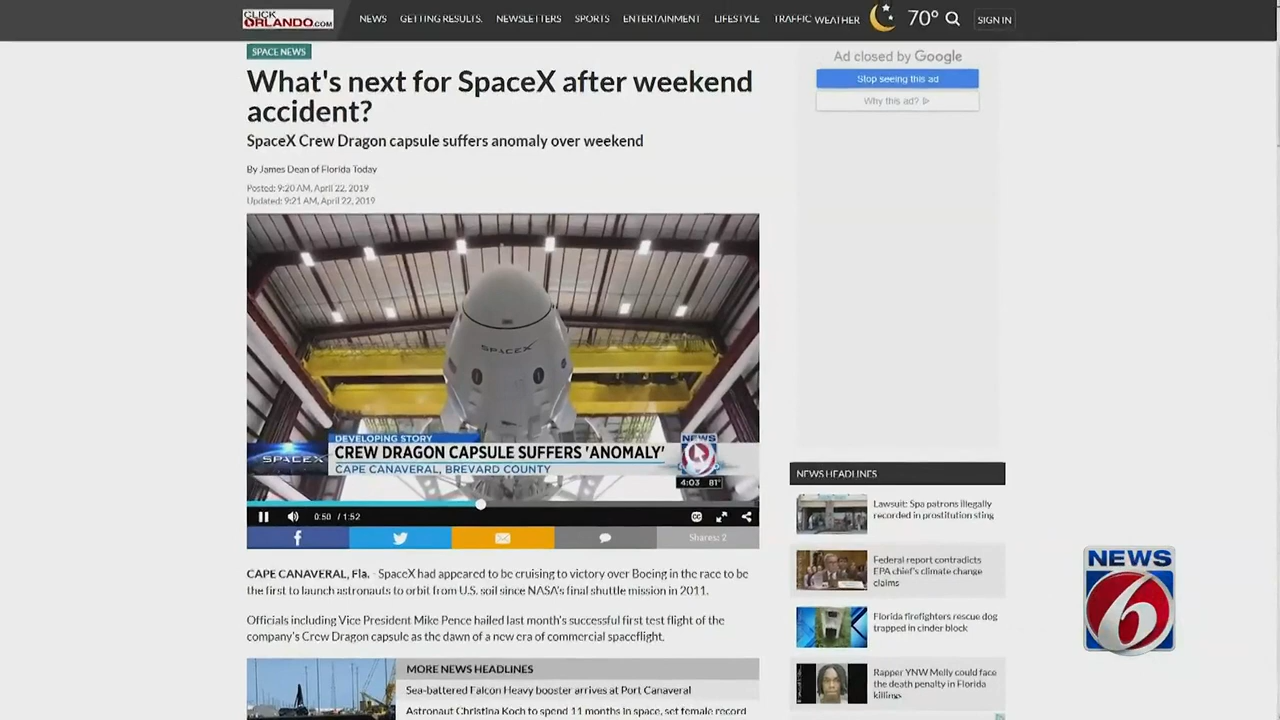 CLICK
ORLANDO.COM
NEWS
GETTING RESULTS.
NEWSLETTERS
SPORTS
ENTERTAINMENT
LIFESTYLE
TRAFFIC
WEATHER
70°
SIGN IN
SPACE NEWS
What's next for SpaceX after weekend
accident?
SpaceX Crew Dragon capsule suffers anomaly over weekend
By James Dean of Florida Today
Posted: 9:20 AM, April 22, 2019
Updated: 9:21 AM, April 22, 2019
SPACEX
DEVELOPING STORY
SPACEX
CREW DRAGON CAPSULE SUFFERS 'ANOMALY'
CAPE CANAVERAL, BREVARD COUNTY
NEWS
4:03 81°
0:50 / 1:52
CC
Shares: 2
CAPE CANAVERAL, Fla. - SpaceX had appeared to be cruising to victory over Boeing in the race to be
the first to launch astronauts to orbit from U.S. soil since NASA's final shuttle mission in 2011.
Officials including Vice President Mike Pence hailed last month's successful first test flight of the
company's Crew Dragon capsule as the dawn of a new era of commercial spaceflight.
MORE NEWS HEADLINES
Sea-battered Falcon Heavy booster arrives at Port Canaveral
Astronaut Christina Koch to spend 11 months in space, set female record
Ad closed by Google
Stop seeing this ad
Why this ad?
NEWS HEADLINES
Lawsuit: Spa patrons illegally
recorded in prostitution sting
Federal report contradicts
EPA chief's climate change
claims
Florida firefighters rescue dog
trapped in cinder block
Rapper YNW Melly could face
the death penalty in Florida
killings
NEWS
6